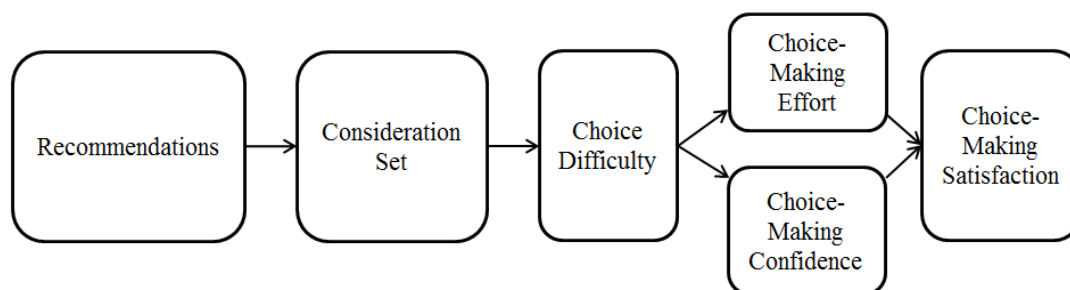 Recommendations
Consideration
Set
Choice
Difficulty
Choice-
Making
Effort
Choice-
Making
Confidence
Choice-
Making
Satisfaction